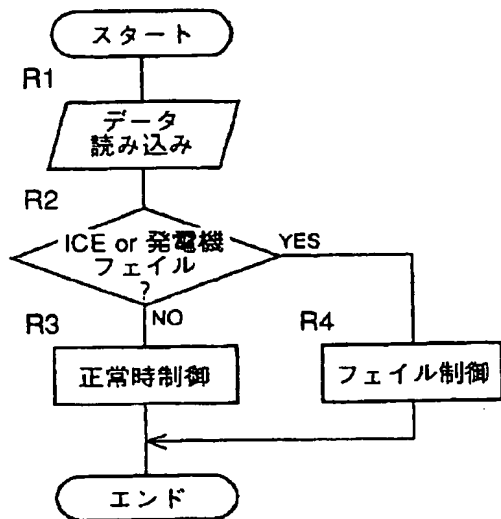 スタート
R1
データ
読み込み
R2
ICE or 発電機
フェイル
?
YES
NO
R3
正常時制御
R4
フェイル制御
エンド